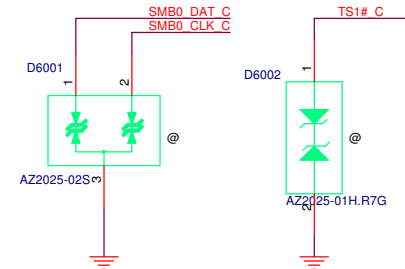 SMB0_DAT_C
SMB0_CLK_C
TS1#_C
D6001
1
2
D6002
1
@
@
AZ2025-02S
3
AZ2025-01H.R7G
2